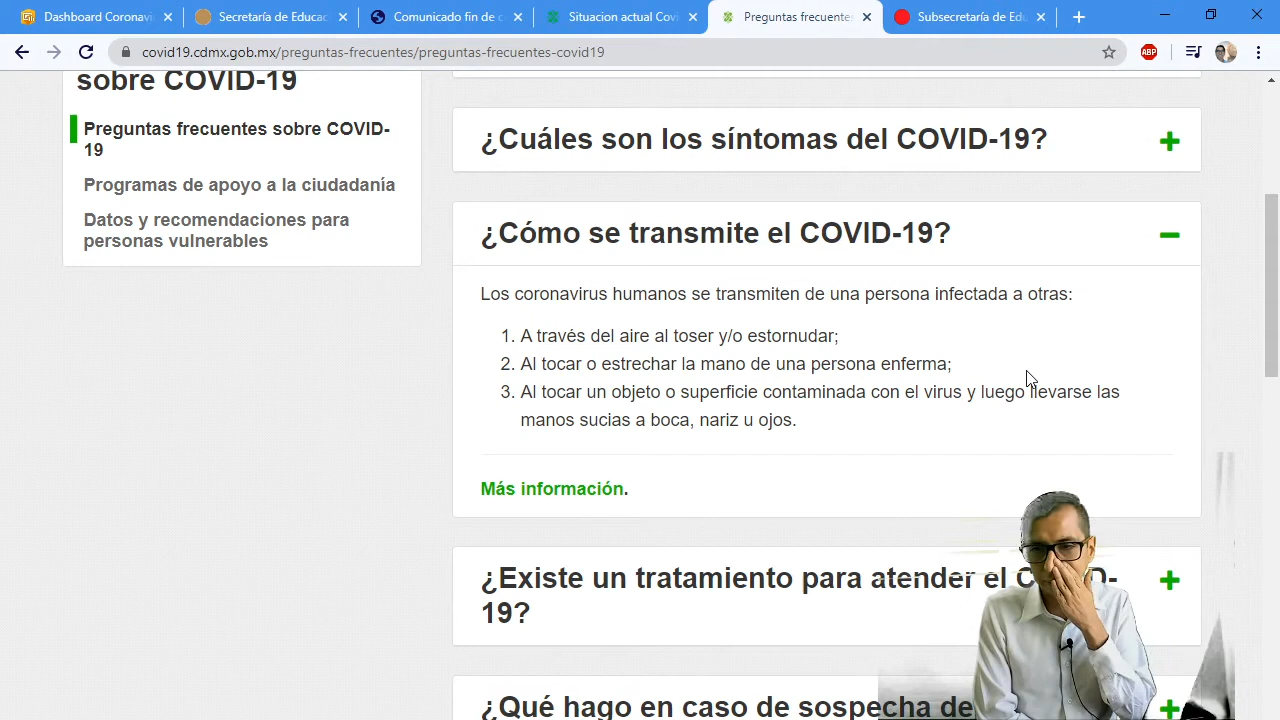 Dashboard Coronavi
Secretaría de Educac
Comunicado fin de c
Situacion actual Covi
Preguntas frecuentes
Subsecretaría de Edu
covid19.cdmx.gob.mx/preguntas-frecuentes/preguntas-frecuentes-covid19
ABP
sobre COVID-19
Preguntas frecuentes sobre COVID-
19
Programas de apoyo a la ciudadanía
Datos y recomendaciones para
personas vulnerables
¿Cuáles son los síntomas del COVID-19?
¿Cómo se transmite el COVID-19?
Los coronavirus humanos se transmiten de una persona infectada a otras:
1. A través del aire al toser y/o estornudar;
2. Al tocar o estrechar la mano de una persona enferma;
3. Al tocar un objeto o superficie contaminada con el virus y luego llevarse las
manos sucias a boca, nariz u ojos.
Más información.
¿Existe un tratamiento para atender el COVID-
19?
¿Qué hago en caso de sospecha de